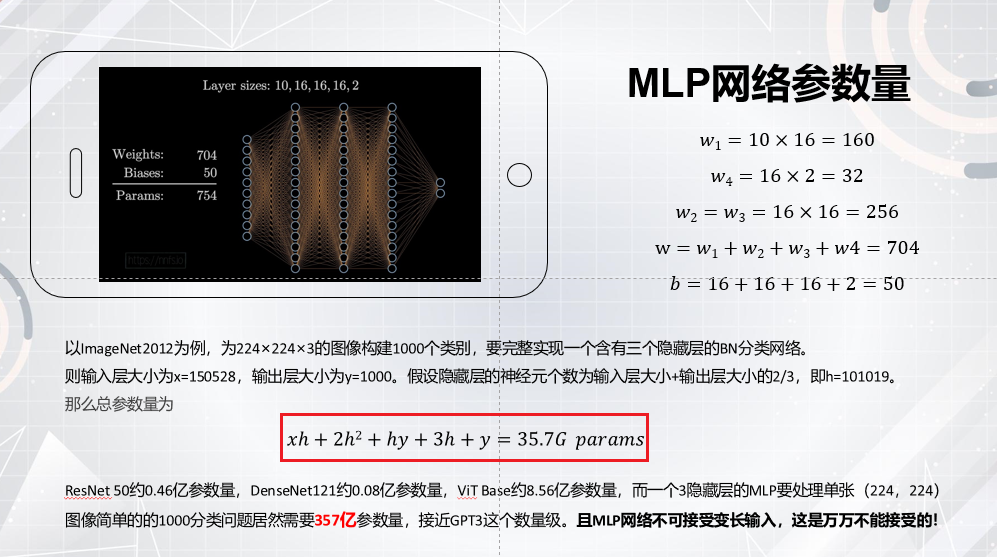 MLP网络参数量
Layer sizes: 10, 16, 16, 16, 2
Weights: 704
Biases: 50
Params: 754
https://nnfs.io
w₁ = 10 × 16 = 160
w₄ = 16 × 2 = 32
w₂ = w₃ = 16 × 16 = 256
w = w₁ + w₂ + w₃ + w4 = 704
b = 16 + 16 + 16 + 2 = 50
以ImageNet2012为例，为224×224×3的图像构建1000个类别，要完整实现一个含有三个隐藏层的BN分类网络。
则输入层大小为x=150528，输出层大小为y=1000。假设隐藏层的神经元个数为输入层大小+输出层大小的2/3，即h=101019。
那么总参数量为
xh + 2h² + hy + 3h + y = 35.7G params
ResNet 50约0.46亿参数量，DenseNet121约0.08亿参数量，ViT Base约8.56亿参数量，而一个3隐藏层的MLP要处理单张（224，224）
图像简单的的1000分类问题居然需要357亿参数量，接近GPT3这个数量级。且MLP网络不可接受变长输入，这是万万不能接受的！